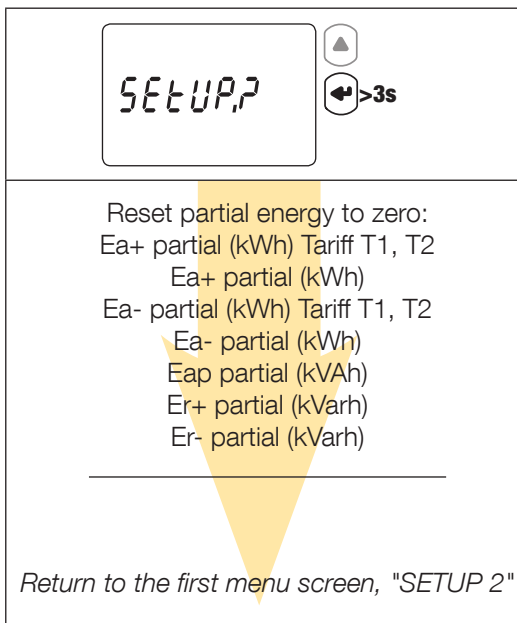 SEtUP.?
>3s
Reset partial energy to zero:
Ea+ partial (kWh) Tariff T1, T2
Ea+ partial (kWh)
Ea- partial (kWh) Tariff T1, T2
Ea- partial (kWh)
Eap partial (kVAh)
Er+ partial (kVarh)
Er- partial (kVarh)
Return to the first menu screen, "SETUP 2"